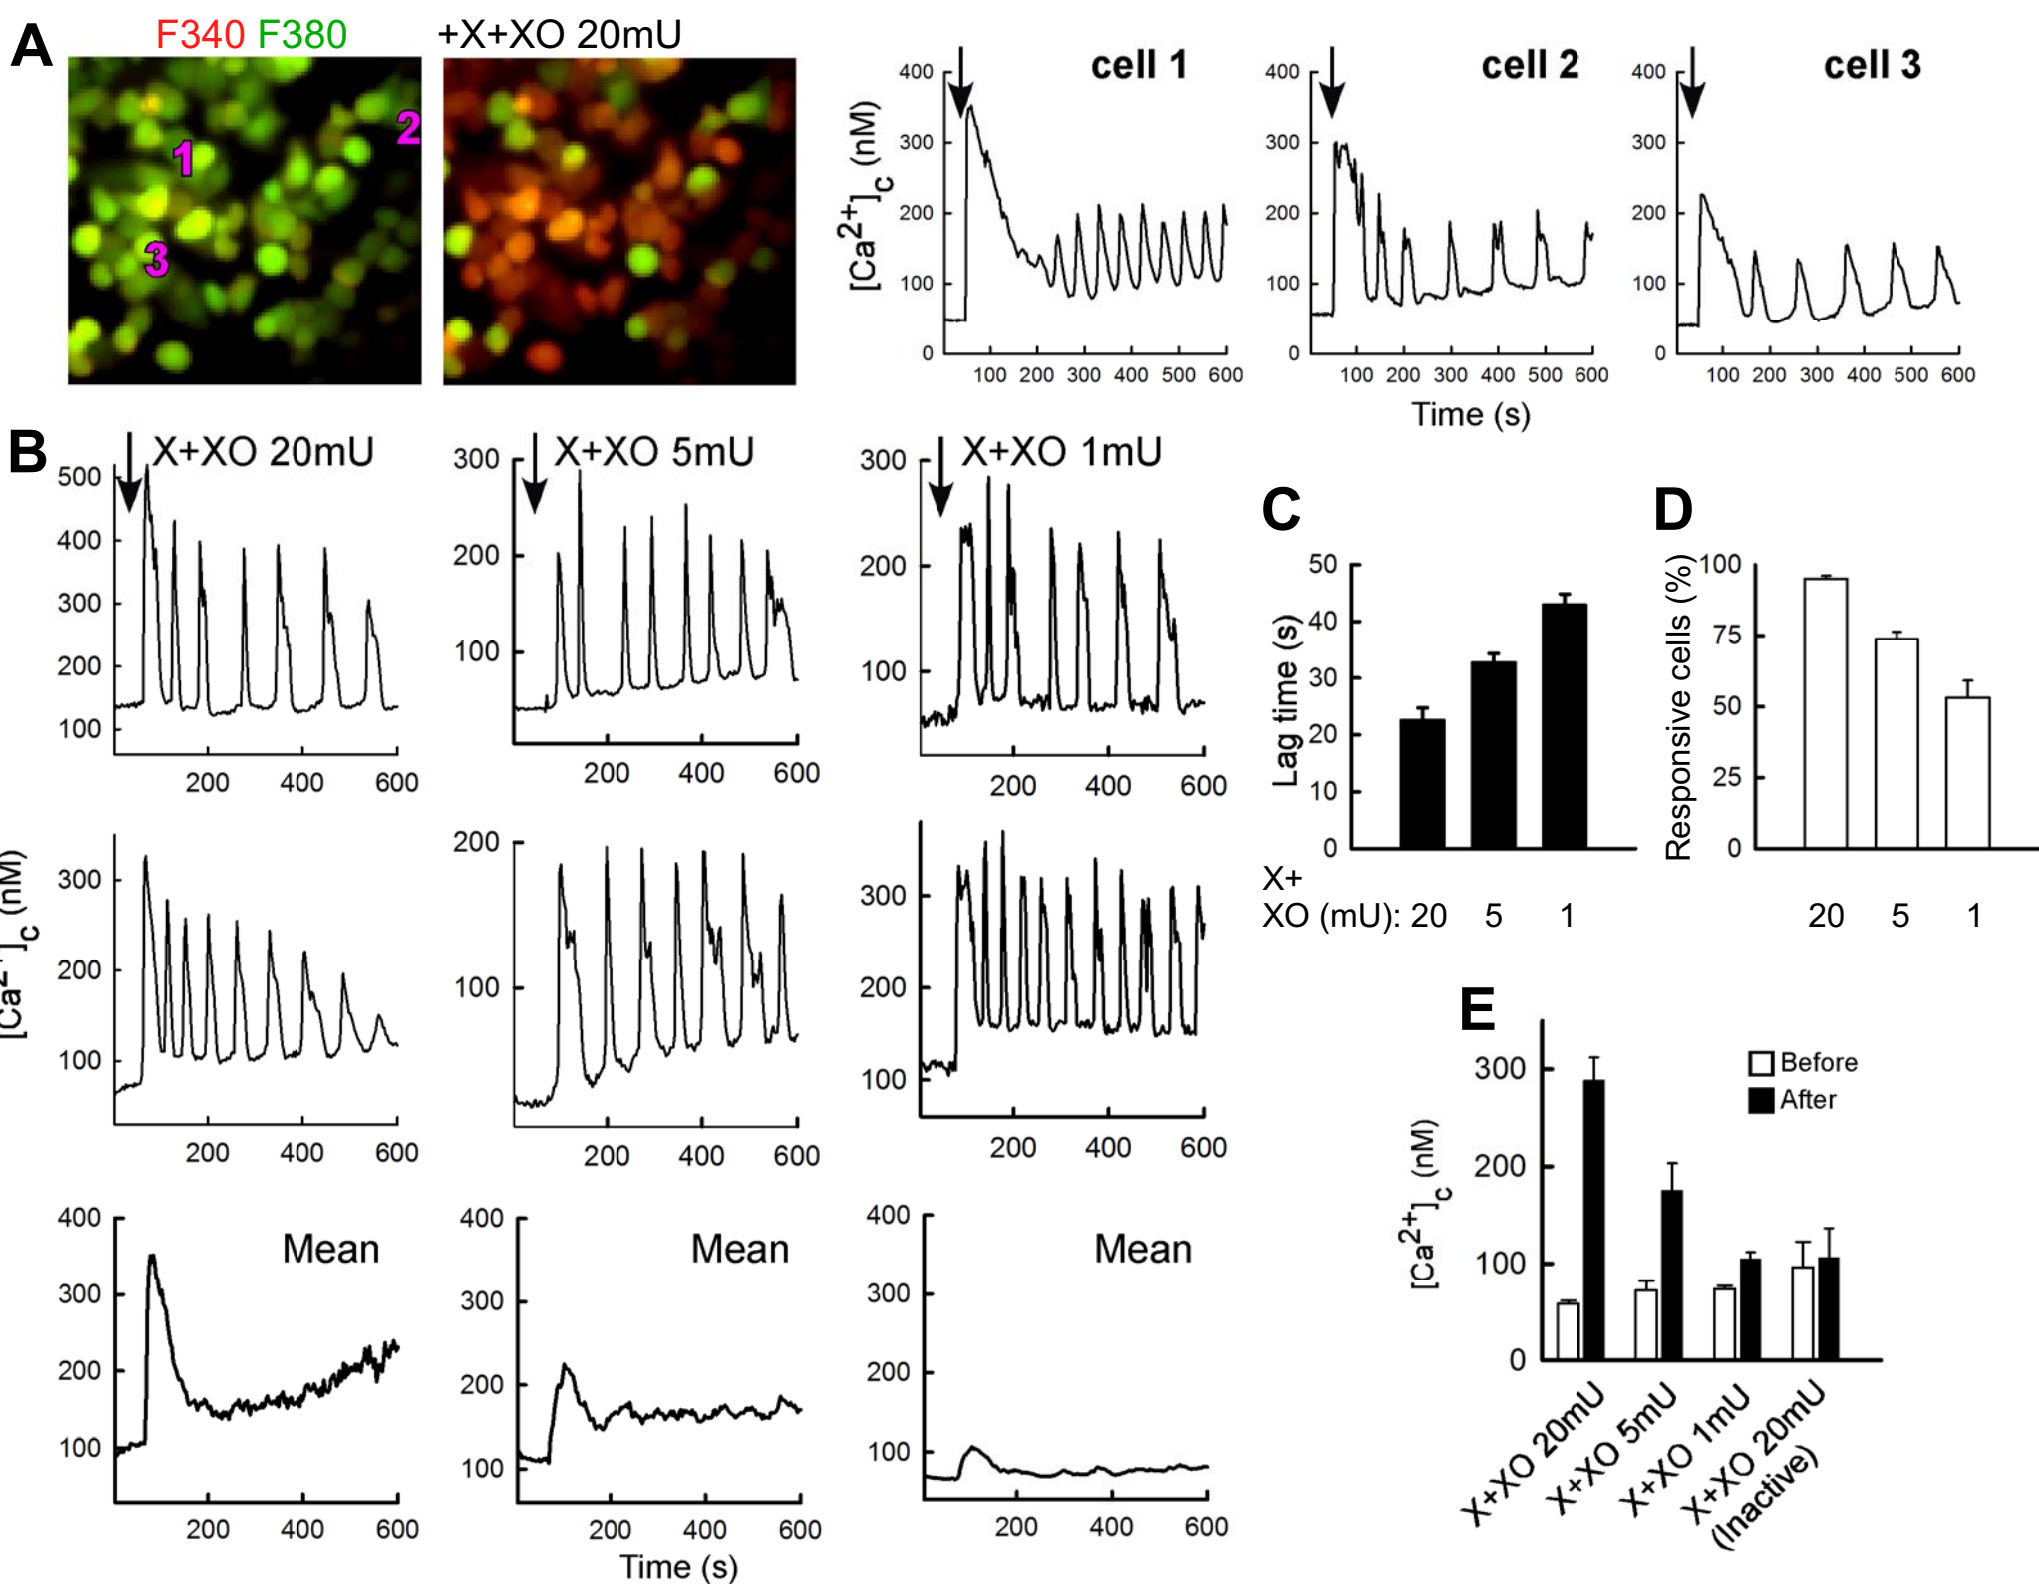 A
F340 F380
+X+XO 20mU
1
2
3
cell 1
cell 2
cell 3
[Ca2+]c (nM)
400
300
200
100
0
100 200 300 400 500 600
400
300
200
100
0
100 200 300 400 500 600
400
300
200
100
0
100 200 300 400 500 600
Time (s)
B
X+XO 20mU
500
400
300
200
100
200 400 600
X+XO 5mU
300
200
100
200 400 600
X+XO 1mU
300
200
100
200 400 600
[Ca2+]c (nM)
300
200
100
200 400 600
200
100
200 400 600
300
200
100
200 400 600
Mean
400
300
200
100
200 400 600
Mean
400
300
200
100
200 400 600
Mean
400
300
200
100
200 400 600
Time (s)
C
Lag time (s)
50
40
30
20
10
0
X+
XO (mU): 20 5 1
D
Responsive cells (%)
100
75
50
25
0
20 5 1
E
[Ca2+]c (nM)
300
200
100
0
Before
After
X+XO 20mU
X+XO 5mU
X+XO 1mU
X+XO 20mU
(Inactive)